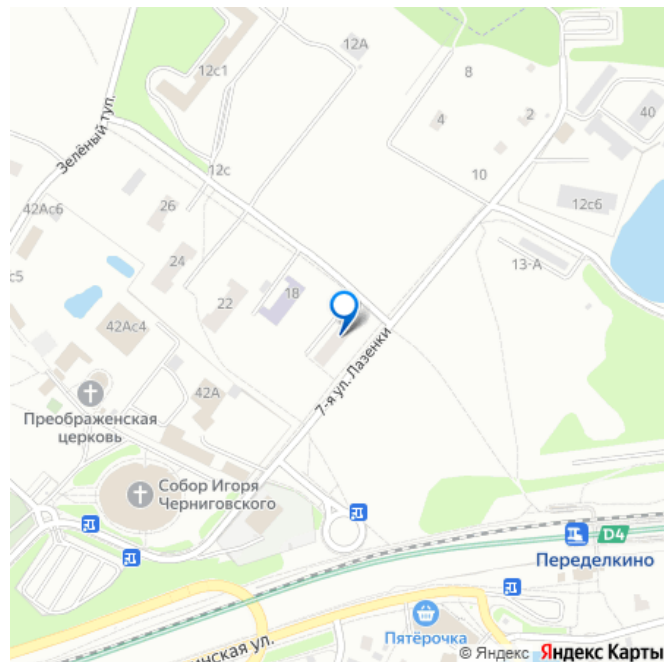 12А
12с1
8
4
2
40
Зелёный туп.
12с
10
12с6
42Ас6
26
24
13-А
с5
18
22
42Ас4
7-я ул. Лазенки
42А
Преображенская
церковь
Собор Игоря
Черниговского
D4
Переделкино
Пятёрочка
инская ул.
© Яндекс Яндекс Карты